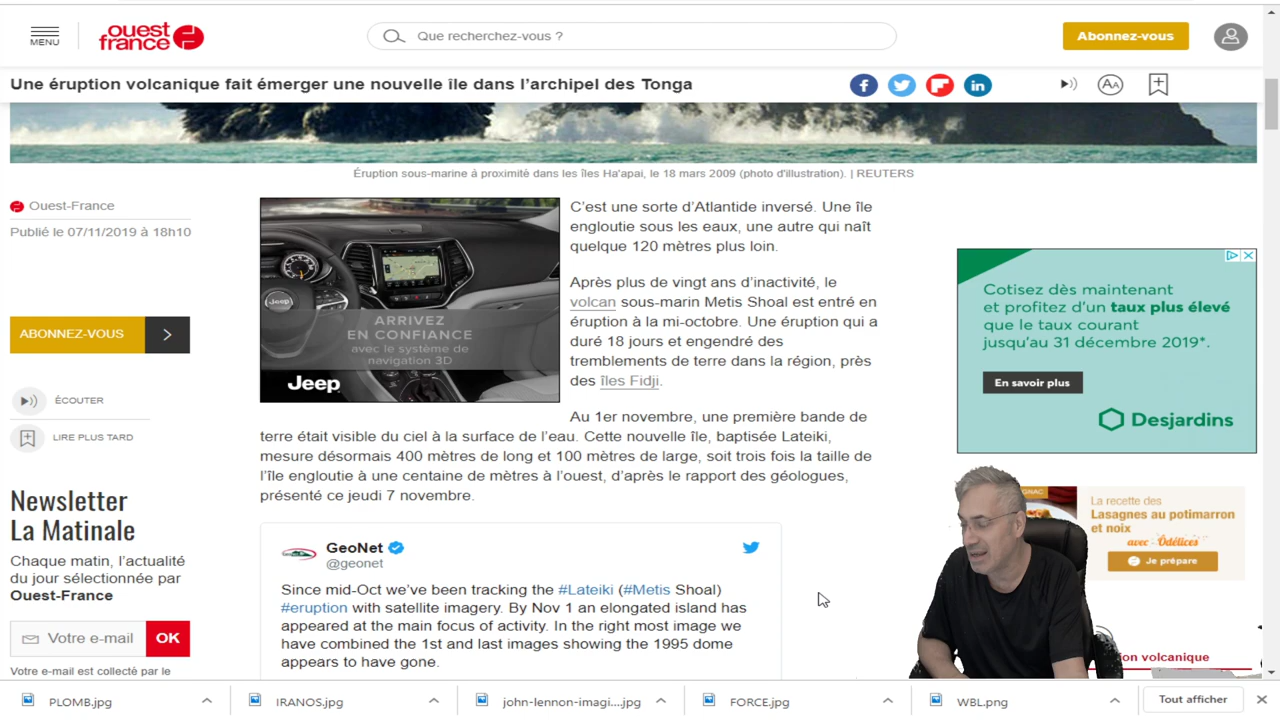 MENU
ouest
france
Que recherchez-vous ?
Abonnez-vous
Une éruption volcanique fait émerger une nouvelle île dans l’archipel des Tonga
AA
Éruption sous-marine à proximité dans les îles Ha'apai, le 18 mars 2009 (photo d'illustration). | REUTERS
Ouest-France
Publié le 07/11/2019 à 18h10
ABONNEZ-VOUS
ÉCOUTER
LIRE PLUS TARD
Newsletter
La Matinale
Chaque matin, l’actualité
du jour sélectionnée par
Ouest-France
Votre e-mail
OK
Votre e-mail est collecté par le
ARRIVEZ
EN CONFIANCE
avec le système de
navigation 3D
Jeep
C’est une sorte d’Atlantide inversé. Une île
engloutie sous les eaux, une autre qui naît
quelque 120 mètres plus loin.
Après plus de vingt ans d’inactivité, le
volcan sous-marin Metis Shoal est entré en
éruption à la mi-octobre. Une éruption qui a
duré 18 jours et engendré des
tremblements de terre dans la région, près
des îles Fidji.
Au 1er novembre, une première bande de
terre était visible du ciel à la surface de l’eau. Cette nouvelle île, baptisée Lateiki,
mesure désormais 400 mètres de long et 100 mètres de large, soit trois fois la taille de
l’île engloutie à une centaine de mètres à l’ouest, d’après le rapport des géologues,
présenté ce jeudi 7 novembre.
GeoNet
@geonet
Since mid-Oct we’ve been tracking the #Lateiki (#Metis Shoal)
#eruption with satellite imagery. By Nov 1 an elongated island has
appeared at the main focus of activity. In the right most image we
have combined the 1st and last images showing the 1995 dome
appears to have gone.
Cotisez dès maintenant
et profitez d’un taux plus élevé
que le taux courant
jusqu’au 31 décembre 2019*.
En savoir plus
Desjardins
La recette des
Lasagnes au potimarron
et noix
avec Odélices
Je prépare
ion volcanique
PLOMB.jpg
IRANOS.jpg
john-lennon-imagi....jpg
FORCE.jpg
WBL.png
Tout afficher